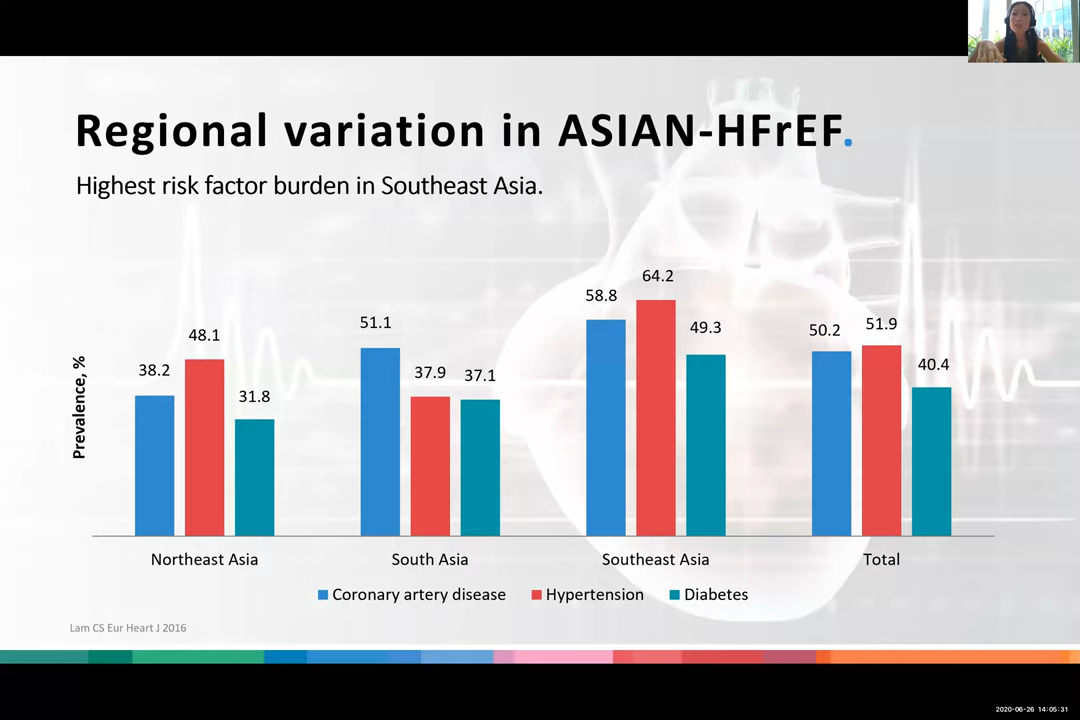 Regional variation in ASIAN-HFrEF.
Highest risk factor burden in Southeast Asia.
Prevalence, %
38.2
48.1
31.8
51.1
37.9
37.1
58.8
64.2
49.3
50.2
51.9
40.4
Northeast Asia
South Asia
Southeast Asia
Total
Coronary artery disease
Hypertension
Diabetes
Lam CS Eur Heart J 2016
2020-06-26 14:05:31